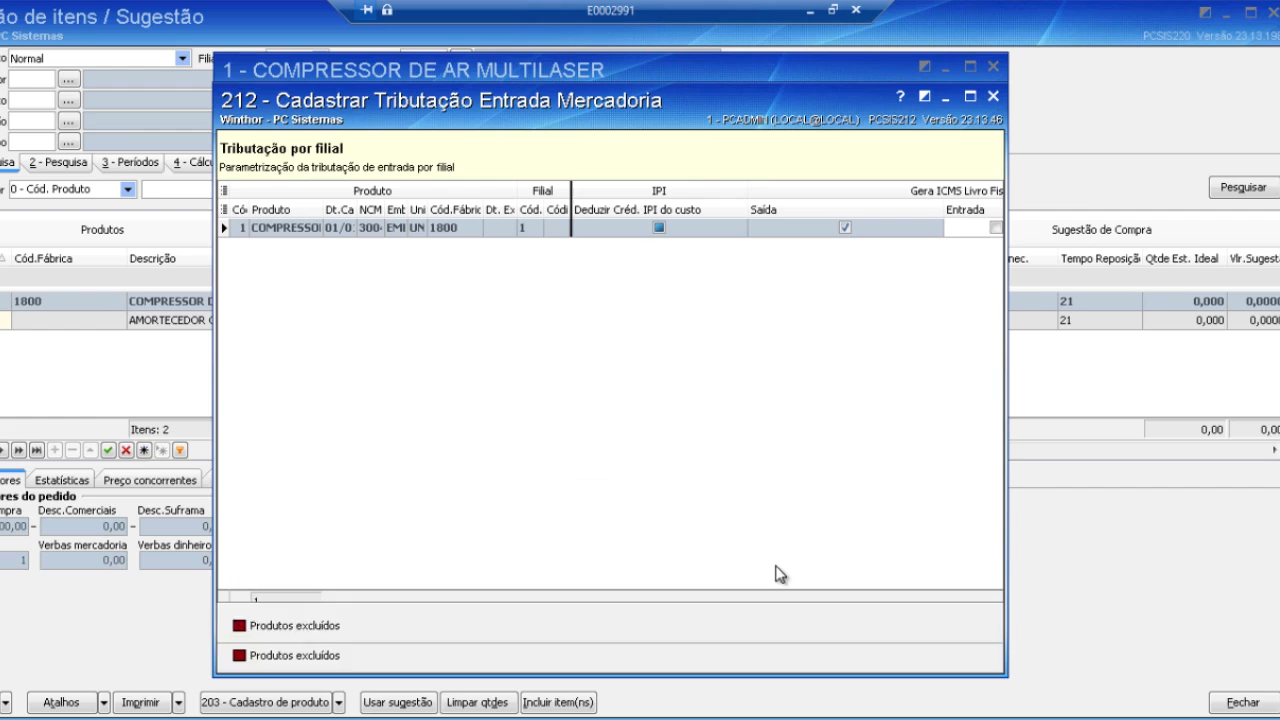 E0002991
ão de itens / Sugestão
C Sistemas
PCSIS220 Versão 23.13.198
Normal
1 - COMPRESSOR DE AR MULTILASER
212 - Cadastrar Tributação Entrada Mercadoria
Winthor - PC Sistemas
1 - PCADMIN (LOCAL@LOCAL) PCSIS212 Versão 23.13.46
Tributação por filial
Parametrização da tributação de entrada por filial
2 - Pesquisa 3 - Períodos 4 - Cálcu
0 - Cód. Produto
Pesquisar
Produto Filial IPI Gera ICMS Livro Fis
Có Produto Dt.Ca NCM Emb Uni Cód.Fábric Dt. Ex Cód. Códi Deduzir Créd. IPI do custo Saída Entrada
1 COMPRESSOI 01/0 300 EMI UN 1800 1
Produtos
Sugestão de Compra
Cód.Fábrica Descrição
nec. Tempo Reposiçã Qtde Est. Ideal Vlr.Sugest
1800 COMPRESSOR D
21 0,000 0,0000
AMORTECEDOR
21 0,000 0,000
Itens: 2
0,00 0,00
ores Estatísticas Preço concorrentes
res do pedido
mpra Desc.Comerciais Desc.Suframa
00,00 - 0,00 - 0,
Verbas mercadoria Verbas dinheiro
1 0,00 0,
1
Produtos excluídos
Produtos excluídos
Atalhos Imprimir 203 - Cadastro de produto Usar sugestão Limpar qtdes Incluir item(ns) Fechar